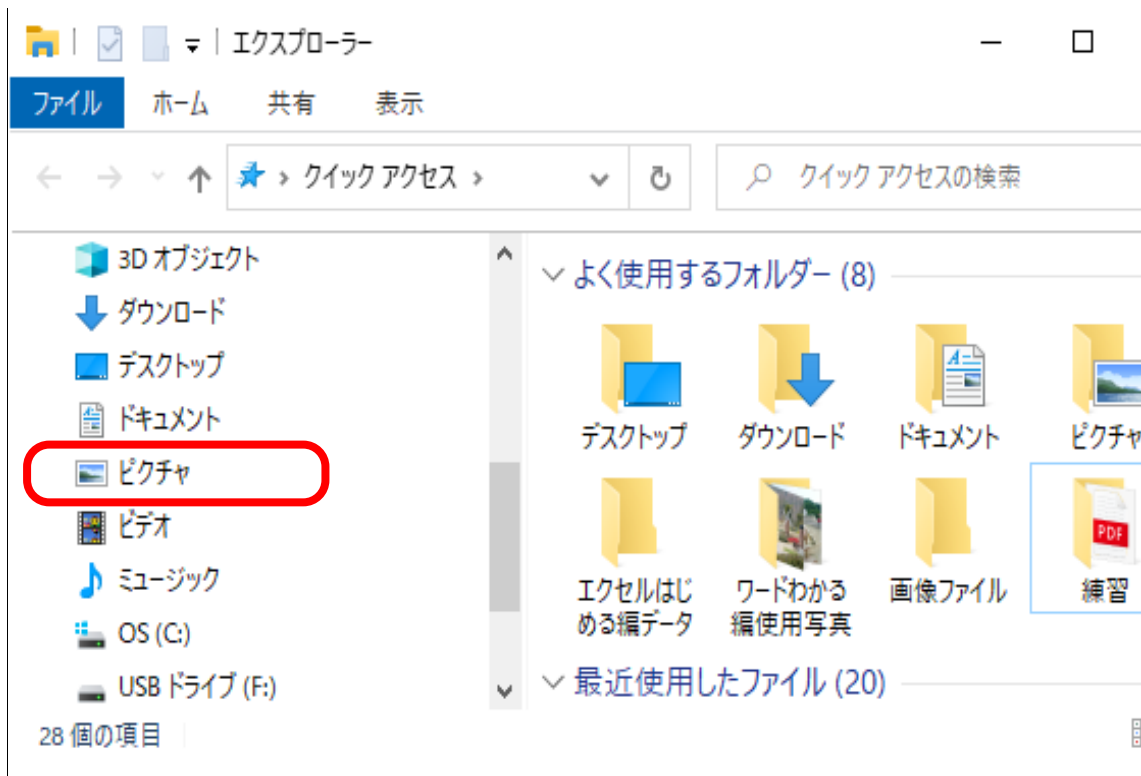 エクスプローラー
ファイル ホーム 共有 表示
クイック アクセス クイック アクセスの検索
3D オブジェクト
ダウンロード
デスクトップ
ドキュメント
ピクチャ
ビデオ
ミュージック
OS (C:)
USB ドライブ (F:)
よく使用するフォルダー (8)
デスクトップ ダウンロード ドキュメント ピクチャ
エクセルはじ
める編データ
ワードわかる
編使用写真
画像ファイル
PDF
練習
最近使用したファイル (20)
28 個の項目